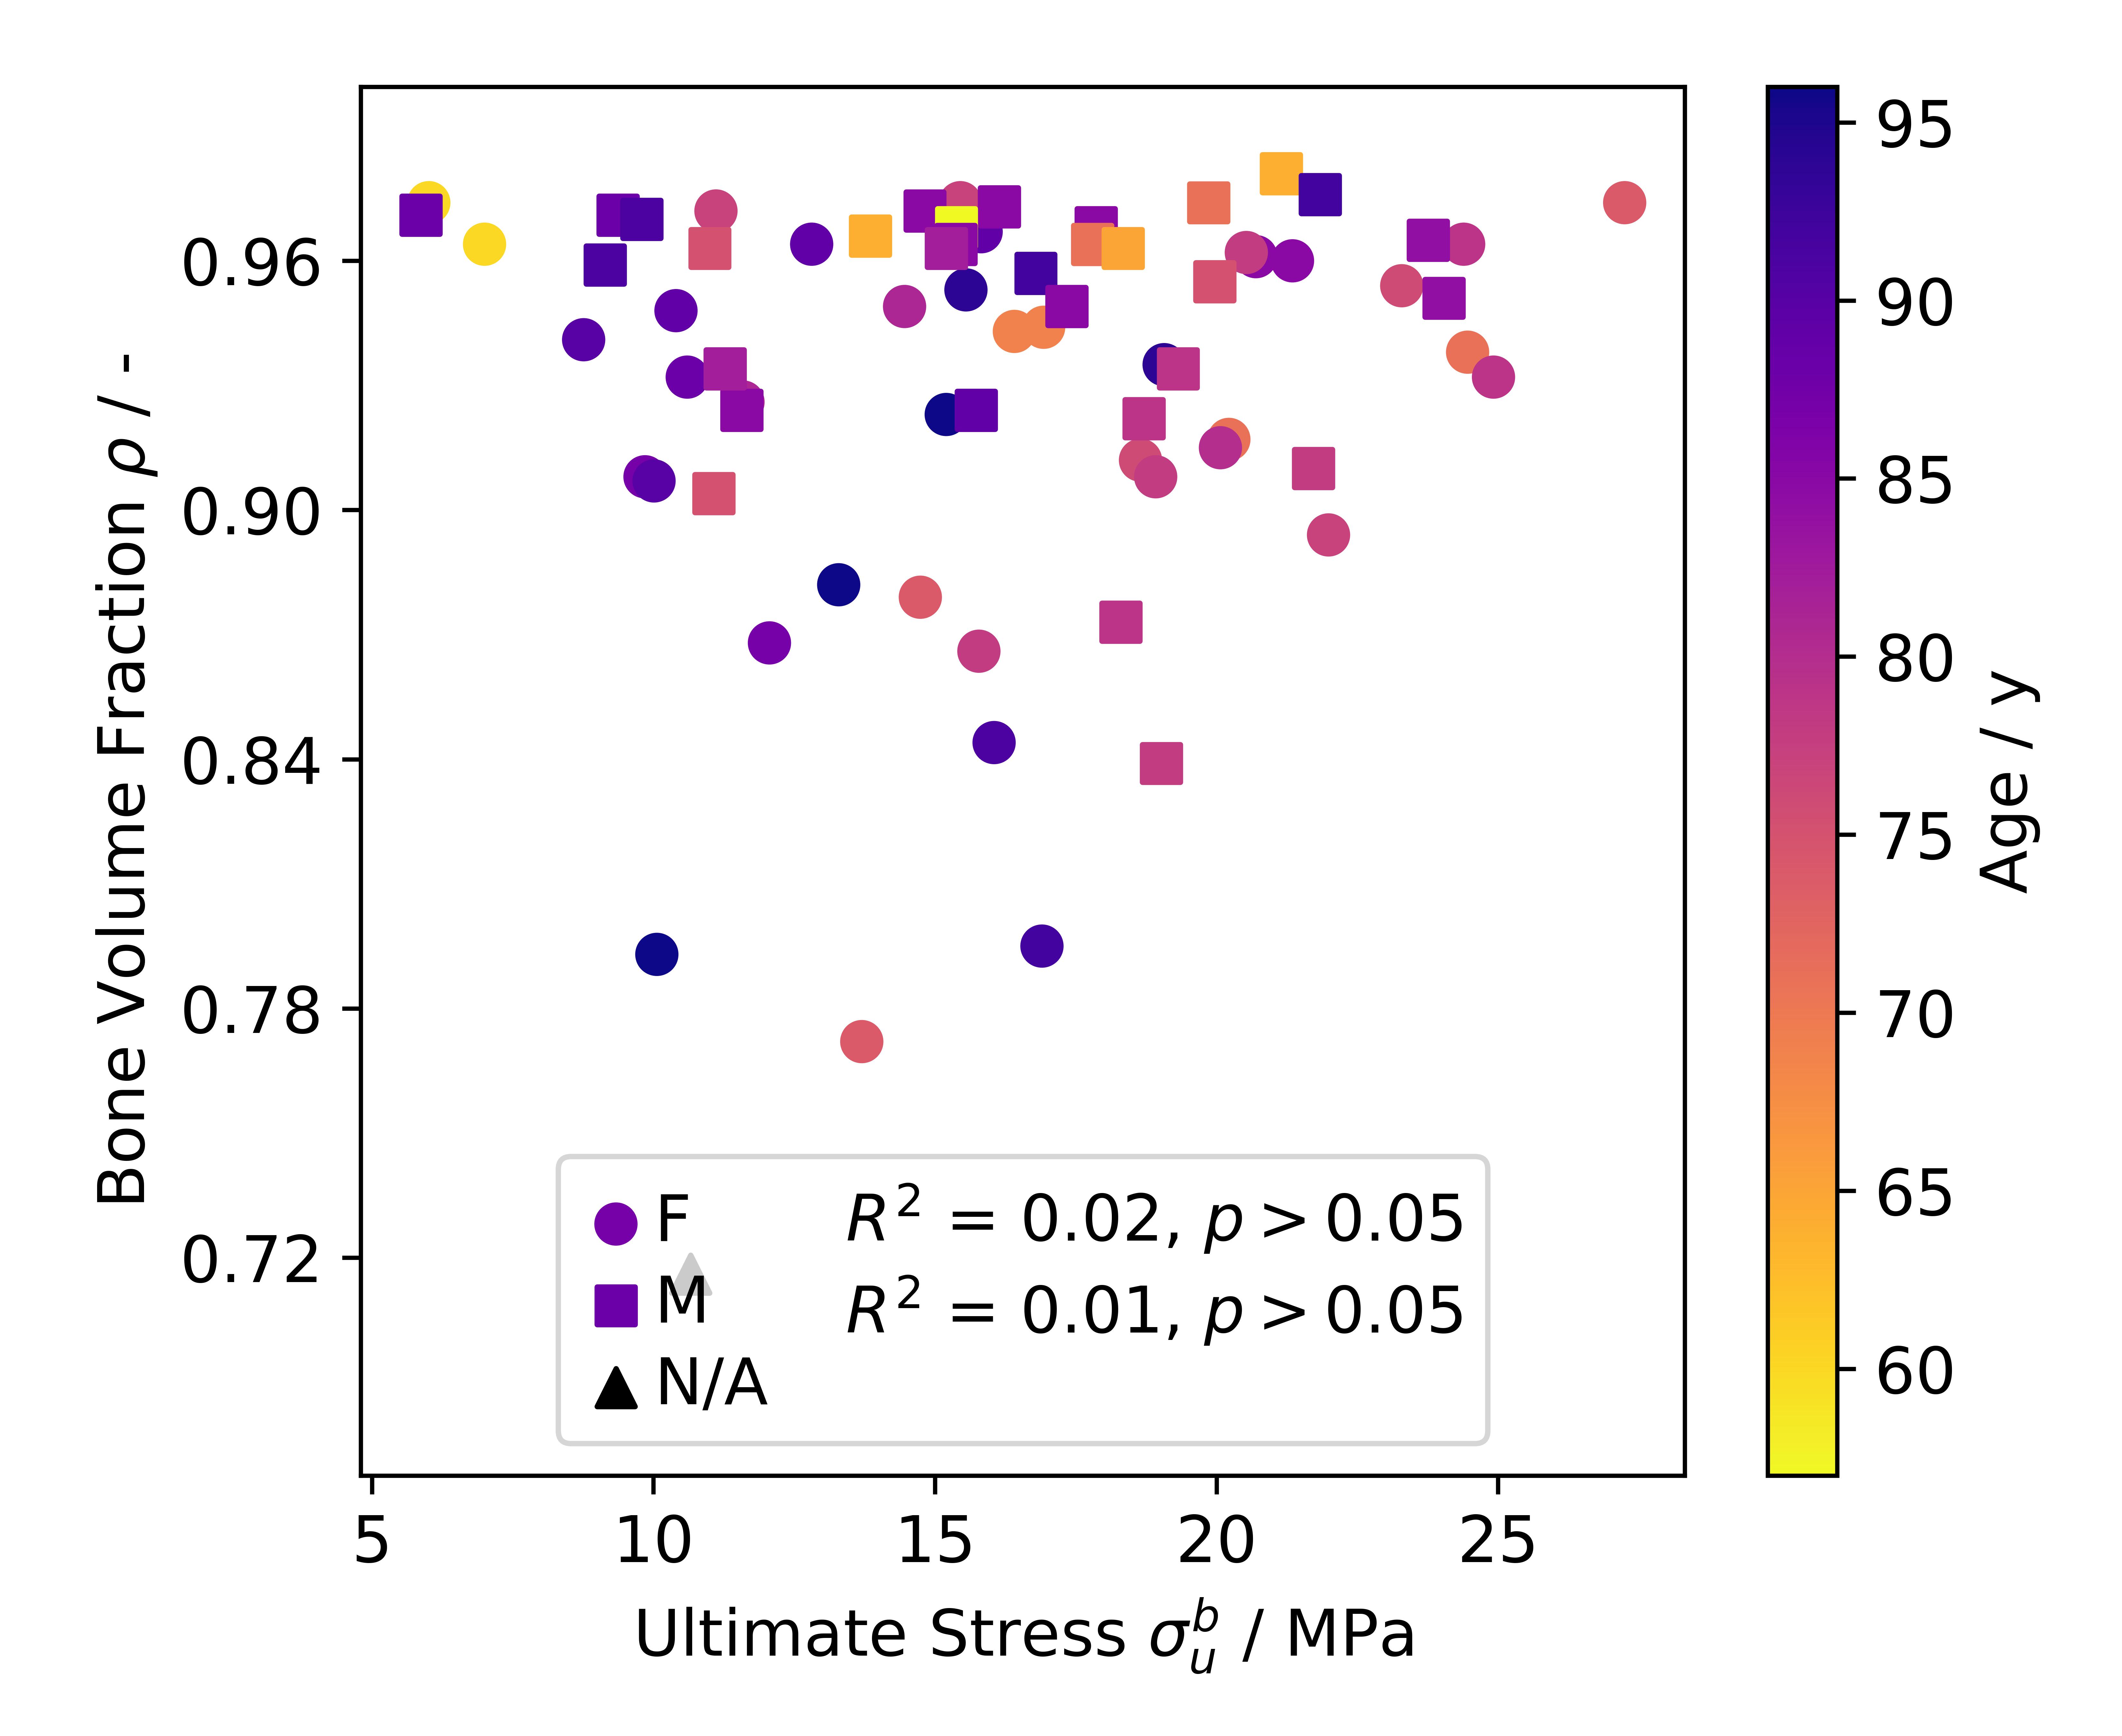 Bone Volume Fraction ρ / -
0.96
0.90
0.84
0.78
0.72
F R² = 0.02, p > 0.05
M R² = 0.01, p > 0.05
N/A
5 10 15 20 25
Ultimate Stress σ_u^b / MPa
95
90
85
80
75
70
65
60
Age / y